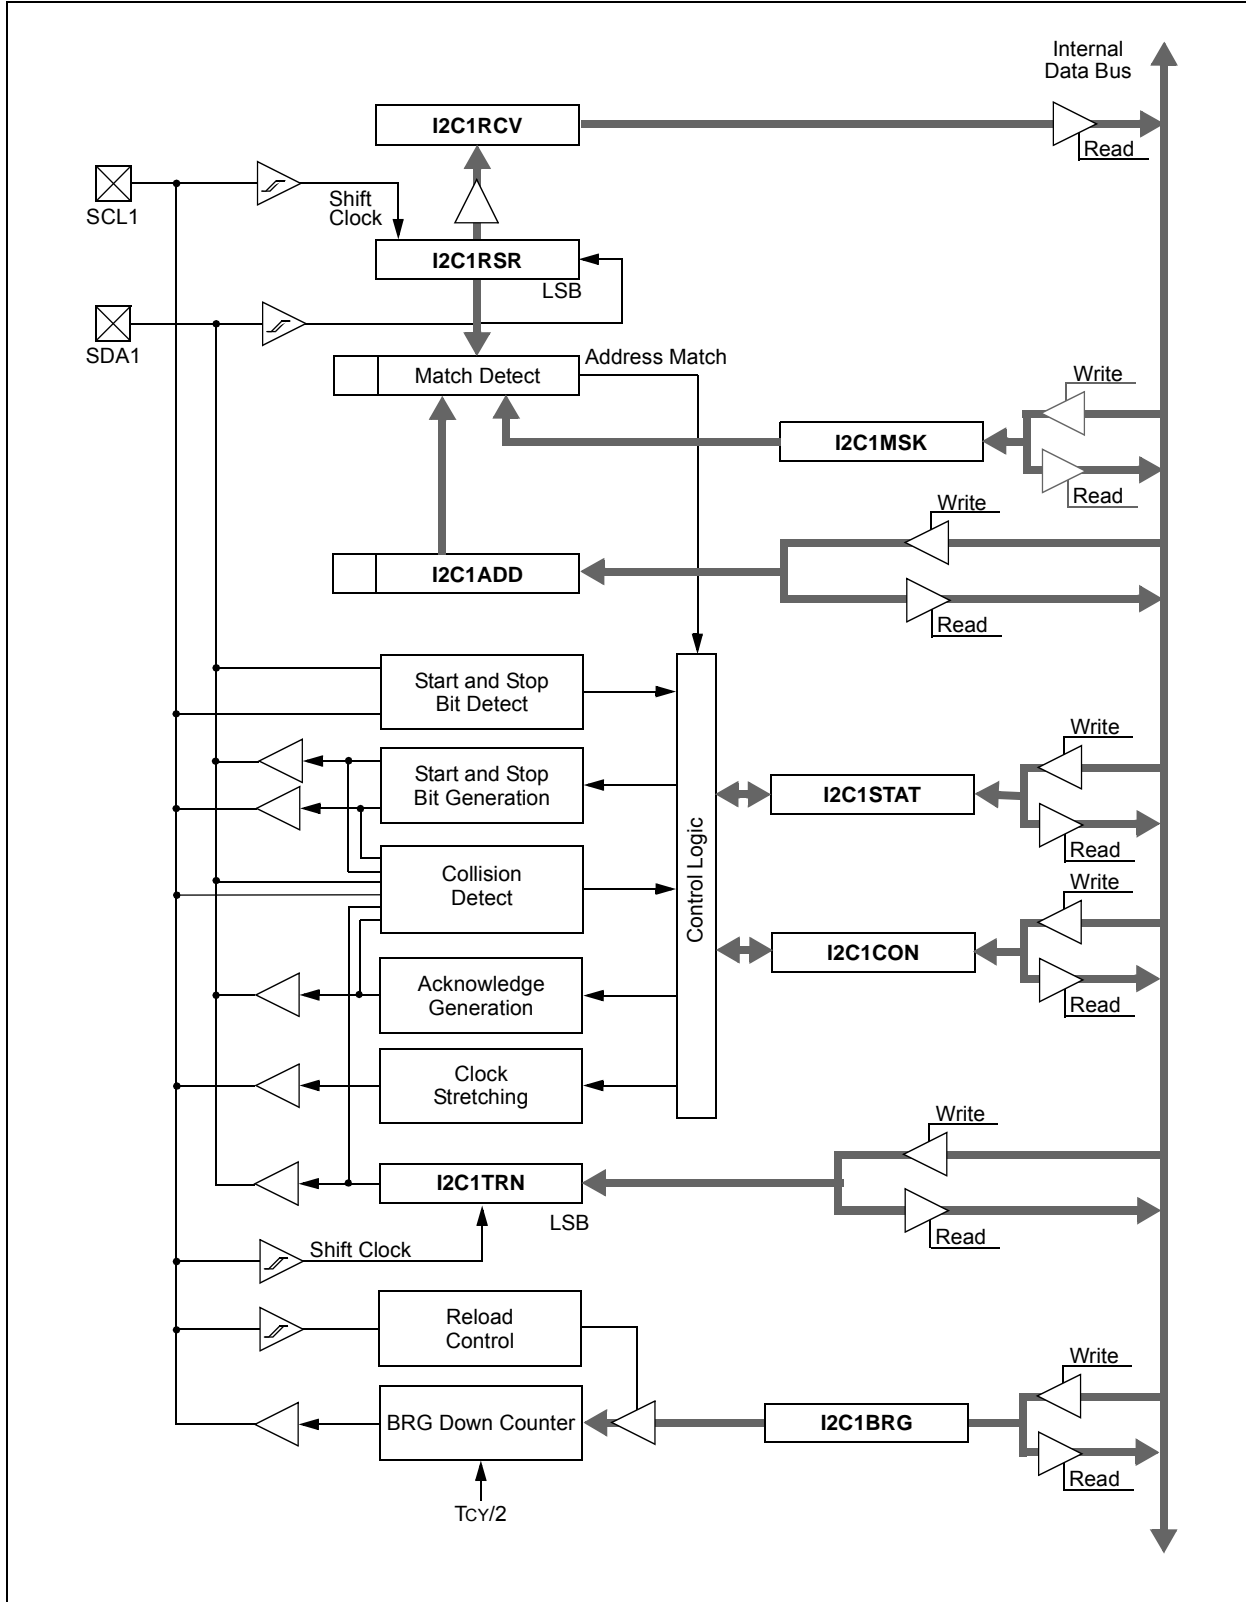 Internal
Data Bus
I2C1RCV
Read
SCL1
Shift
Clock
I2C1RSR
LSB
SDA1
Match Detect
Address Match
Write
I2C1MSK
Read
Write
I2C1ADD
Read
Start and Stop
Bit Detect
Write
Start and Stop
Bit Generation
I2C1STAT
Read
Control Logic
Collision
Detect
Write
I2C1CON
Read
Acknowledge
Generation
Clock
Stretching
Write
I2C1TRN
LSB
Read
Shift Clock
Reload
Control
Write
BRG Down Counter
I2C1BRG
Read
TCY/2